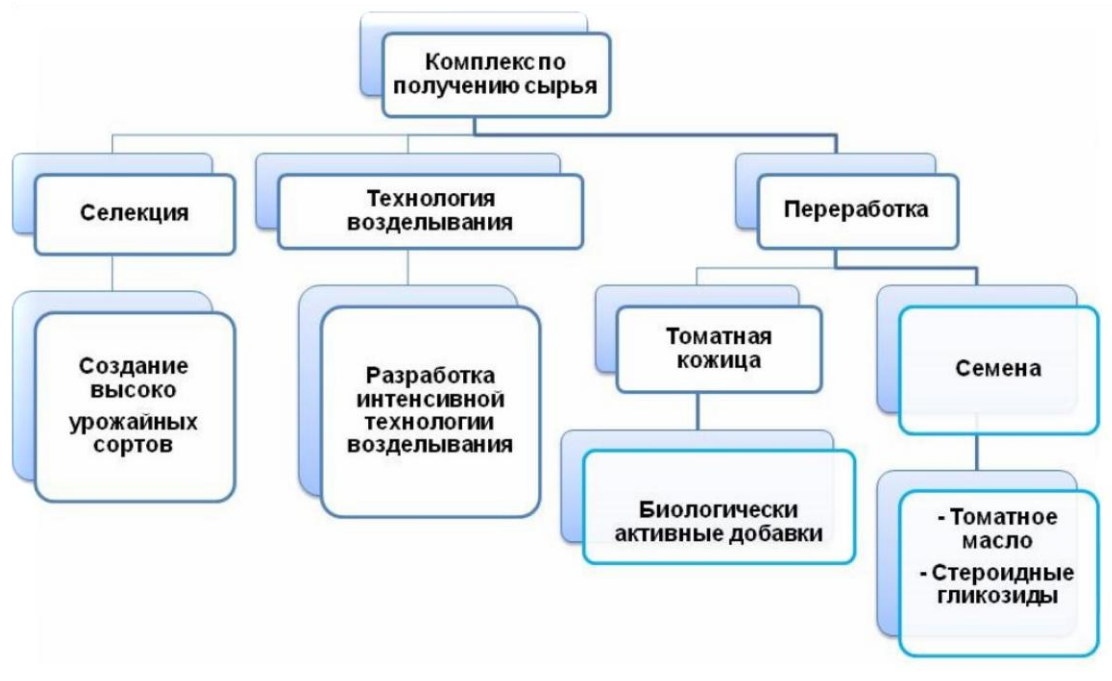 Комплекс по
получению сырья
Селекция
Технология
возделывания
Переработка
Создание
высоко
урожайных
сортов
Разработка
интенсивной
технологии
возделывания
Томатная
кожица
Семена
Биологически
активные добавки
- Томатное
масло
- Стероидные
гликозиды